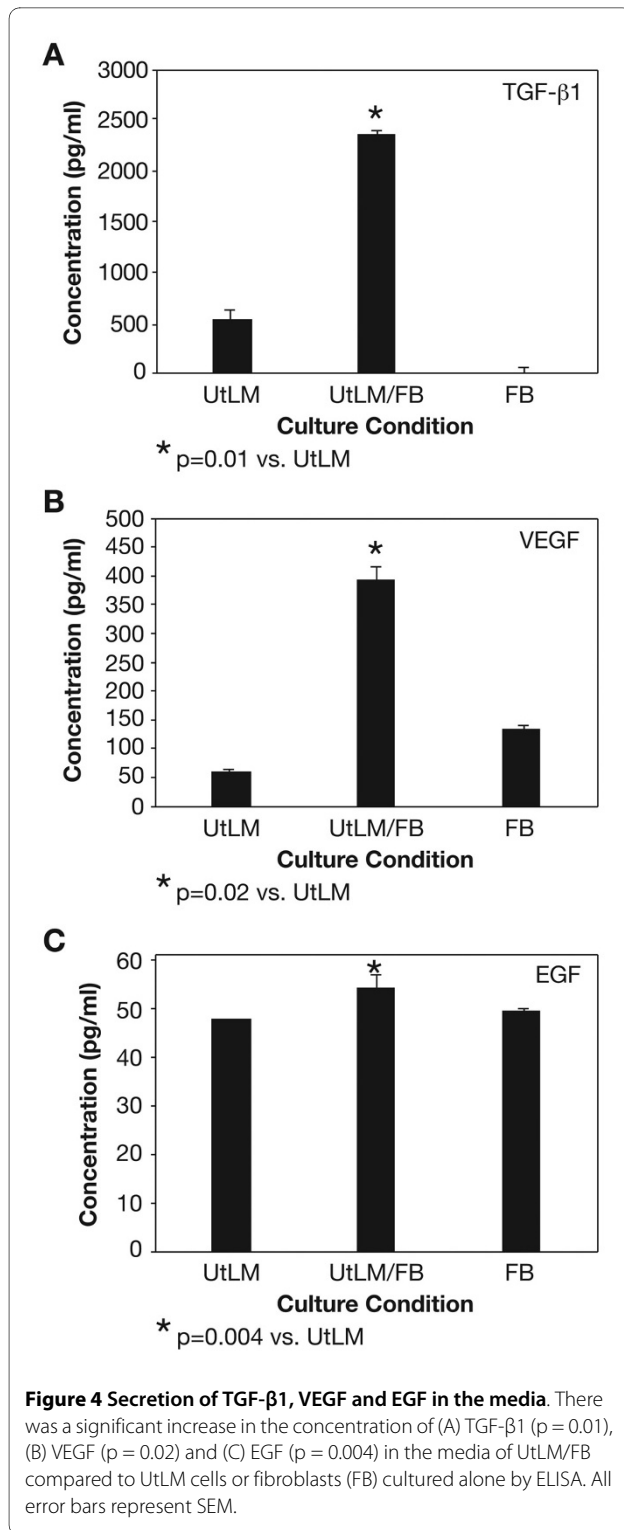 A
3000
2500
2000
1500
1000
500
0
Concentration (pg/ml)
TGF-β1
*
UtLM UtLM/FB FB
Culture Condition
* p=0.01 vs. UtLM
B
500
450
400
350
300
250
200
150
100
50
0
Concentration (pg/ml)
VEGF
*
UtLM UtLM/FB FB
Culture Condition
* p=0.02 vs. UtLM
C
60
50
40
30
20
10
0
Concentration (pg/ml)
EGF
*
UtLM UtLM/FB FB
Culture Condition
* p=0.004 vs. UtLM
Figure 4 Secretion of TGF-β1, VEGF and EGF in the media. There
was a significant increase in the concentration of (A) TGF-β1 (p = 0.01),
(B) VEGF (p = 0.02) and (C) EGF (p = 0.004) in the media of UtLM/FB
compared to UtLM cells or fibroblasts (FB) cultured alone by ELISA. All
error bars represent SEM.